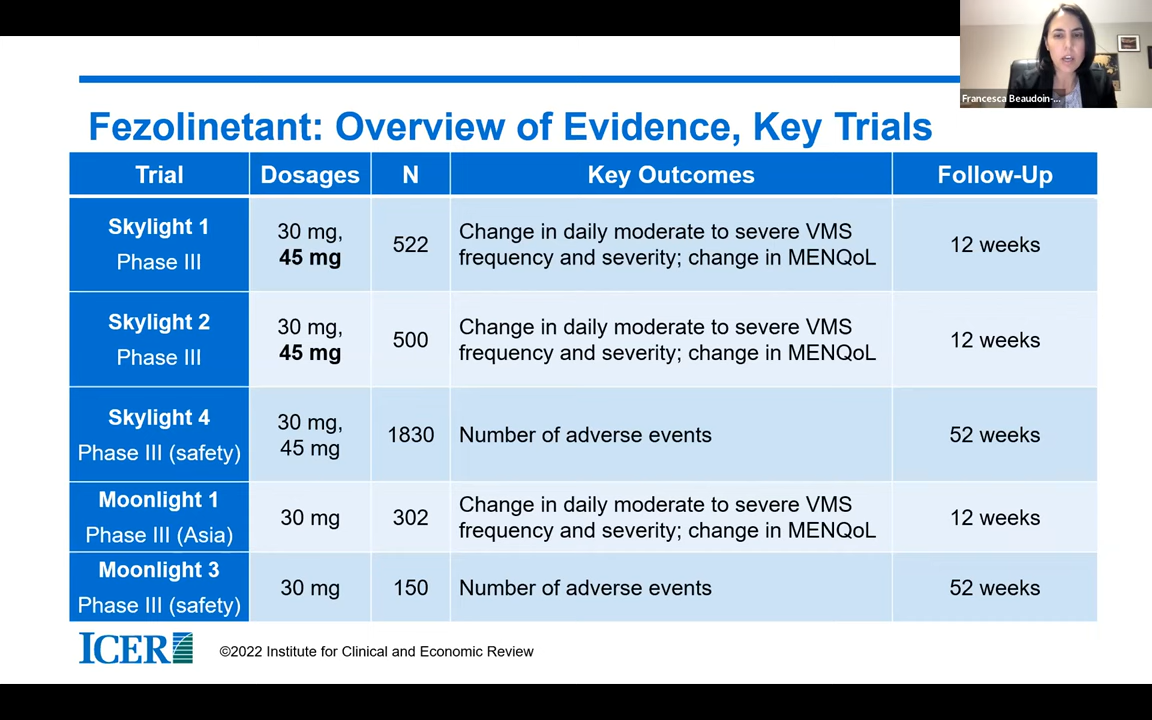 Francesca Beaudoin-...
Fezolinetant: Overview of Evidence, Key Trials
Trial Dosages N Key Outcomes Follow-Up
Skylight 1
Phase III
30 mg,
45 mg
522
Change in daily moderate to severe VMS
frequency and severity; change in MENQoL
12 weeks
Skylight 2
Phase III
30 mg,
45 mg
500
Change in daily moderate to severe VMS
frequency and severity; change in MENQoL
12 weeks
Skylight 4
Phase III (safety)
30 mg,
45 mg
1830
Number of adverse events
52 weeks
Moonlight 1
Phase III (Asia)
30 mg
302
Change in daily moderate to severe VMS
frequency and severity; change in MENQoL
12 weeks
Moonlight 3
Phase III (safety)
30 mg
150
Number of adverse events
52 weeks
ICER
©2022 Institute for Clinical and Economic Review